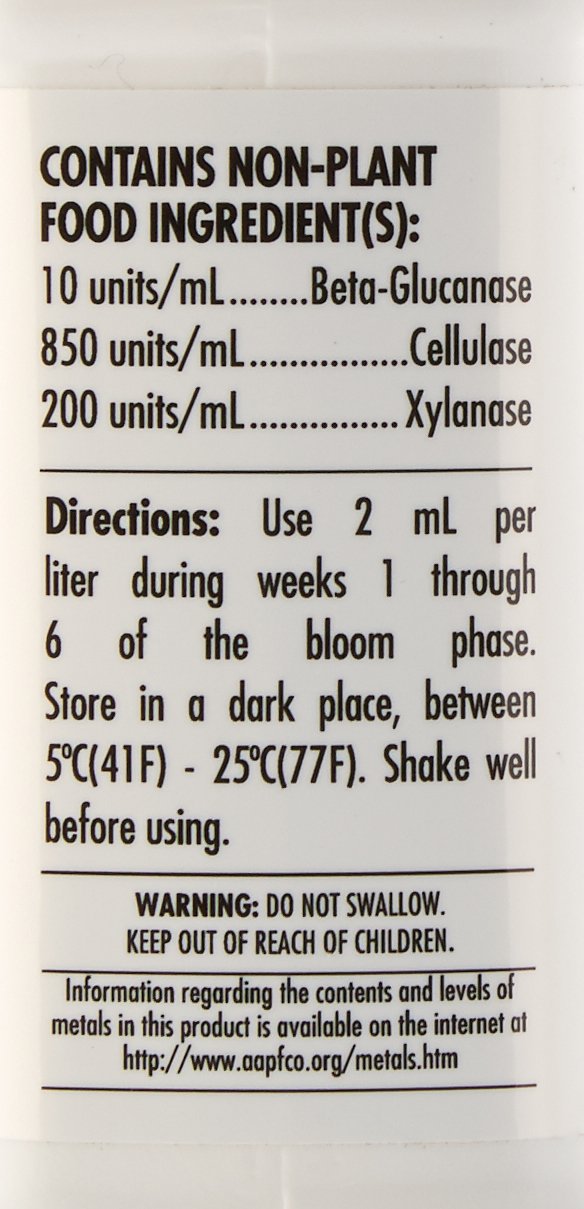 CONTAINS NON-PLANT
FOOD INGREDIENT(S):
10 units/mL........Beta-Glucanase
850 units/mL................Cellulase
200 units/mL............... Xylanase
Directions: Use 2 mL per
liter during weeks 1 through
6 of the bloom phase.
Store in a dark place, between
5ºC(41F) - 25ºC(77F). Shake well
before using.
WARNING: DO NOT SWALLOW.
KEEP OUT OF REACH OF CHILDREN.
Information regarding the contents and levels of
metals in this product is available on the internet at
http://www.aapfco.org/metals.htm